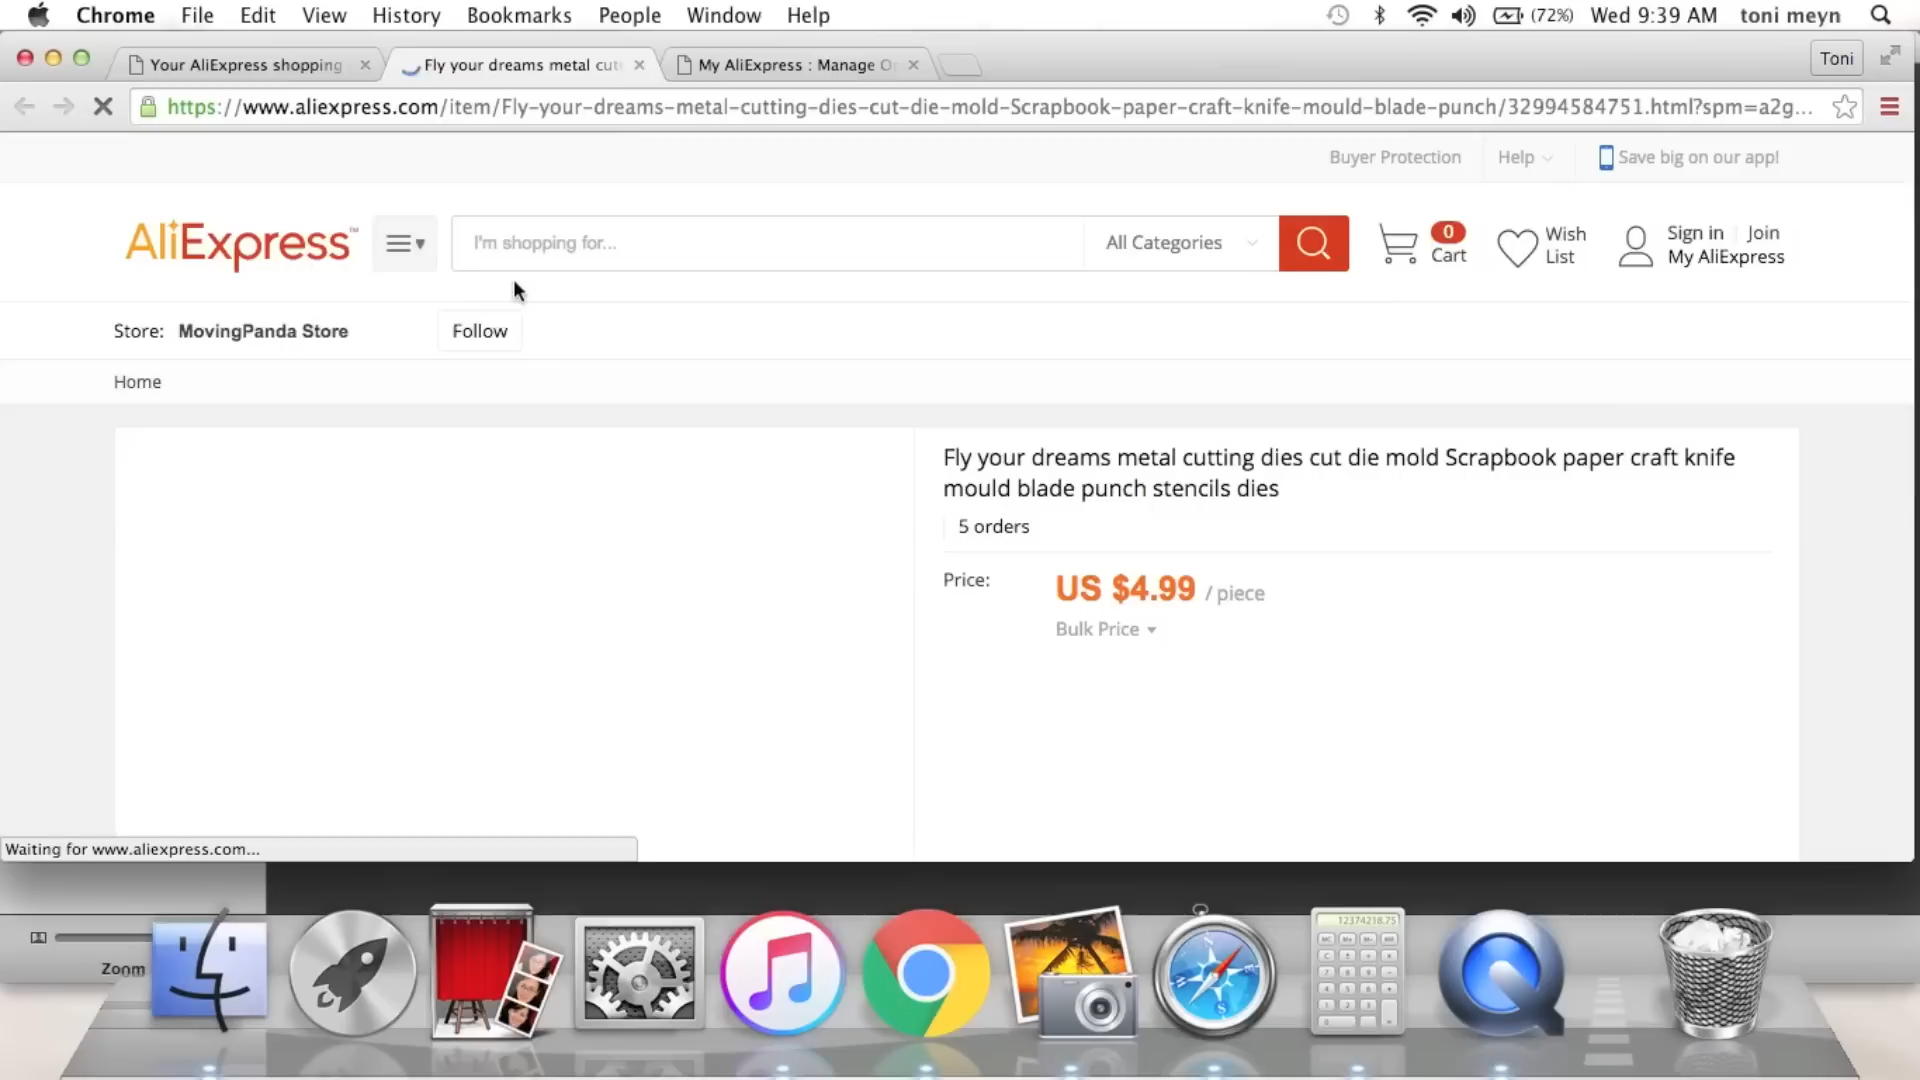 Chrome File Edit View History Bookmarks People Window Help (72%) Wed 9:39 AM toni meyn
Your AliExpress shopping Fly your dreams metal cut My AliExpress : Manage O Toni
https://www.aliexpress.com/item/Fly-your-dreams-metal-cutting-dies-cut-die-mold-Scrapbook-paper-craft-knife-mould-blade-punch/32994584751.html?spm=a2g...
Buyer Protection Help Save big on our app!
AliExpress™ I'm shopping for... All Categories 0 Cart Wish List Sign in Join My AliExpress
Store: MovingPanda Store Follow
Home
Fly your dreams metal cutting dies cut die mold Scrapbook paper craft knife
mould blade punch stencils dies
5 orders
Price: US $4.99 / piece
Bulk Price
Waiting for www.aliexpress.com...
12374218.75
Zoom